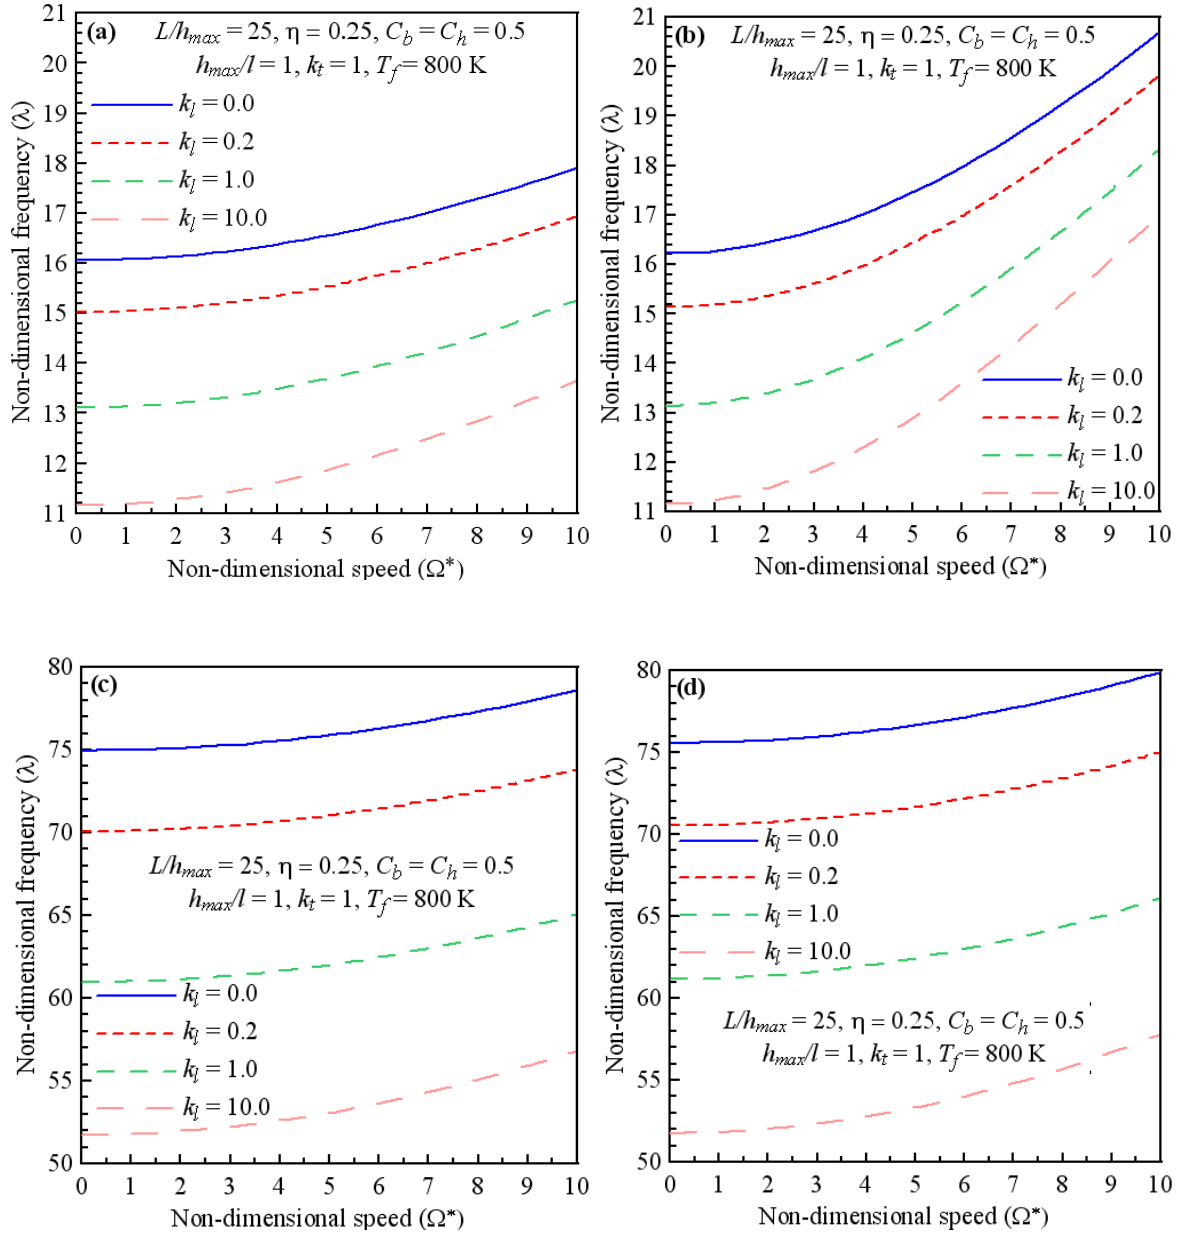 (a) L/hmax = 25, η = 0.25, Cb = Ch = 0.5
hmax/l = 1, kt = 1, Tf = 800 K
kl = 0.0
kl = 0.2
kl = 1.0
kl = 10.0
Non-dimensional frequency (λ)
21
20
19
18
17
16
15
14
13
12
11
0 1 2 3 4 5 6 7 8 9 10
Non-dimensional speed (Ω*)
(b) L/hmax = 25, η = 0.25, Cb = Ch = 0.5
hmax/l = 1, kt = 1, Tf = 800 K
Non-dimensional frequency (λ)
21
20
19
18
17
16
15
14
13
12
11
kl = 0.0
kl = 0.2
kl = 1.0
kl = 10.0
0 1 2 3 4 5 6 7 8 9 10
Non-dimensional speed (Ω*)
(c)
Non-dimensional frequency (λ)
80
75
70
65
60
55
50
L/hmax = 25, η = 0.25, Cb = Ch = 0.5
hmax/l = 1, kt = 1, Tf = 800 K
kl = 0.0
kl = 0.2
kl = 1.0
kl = 10.0
0 1 2 3 4 5 6 7 8 9 10
Non-dimensional speed (Ω*)
(d)
Non-dimensional frequency (λ)
80
75
70
65
60
55
50
kl = 0.0
kl = 0.2
kl = 1.0
kl = 10.0
L/hmax = 25, η = 0.25, Cb = Ch = 0.5
hmax/l = 1, kt = 1, Tf = 800 K
0 1 2 3 4 5 6 7 8 9 10
Non-dimensional speed (Ω*)